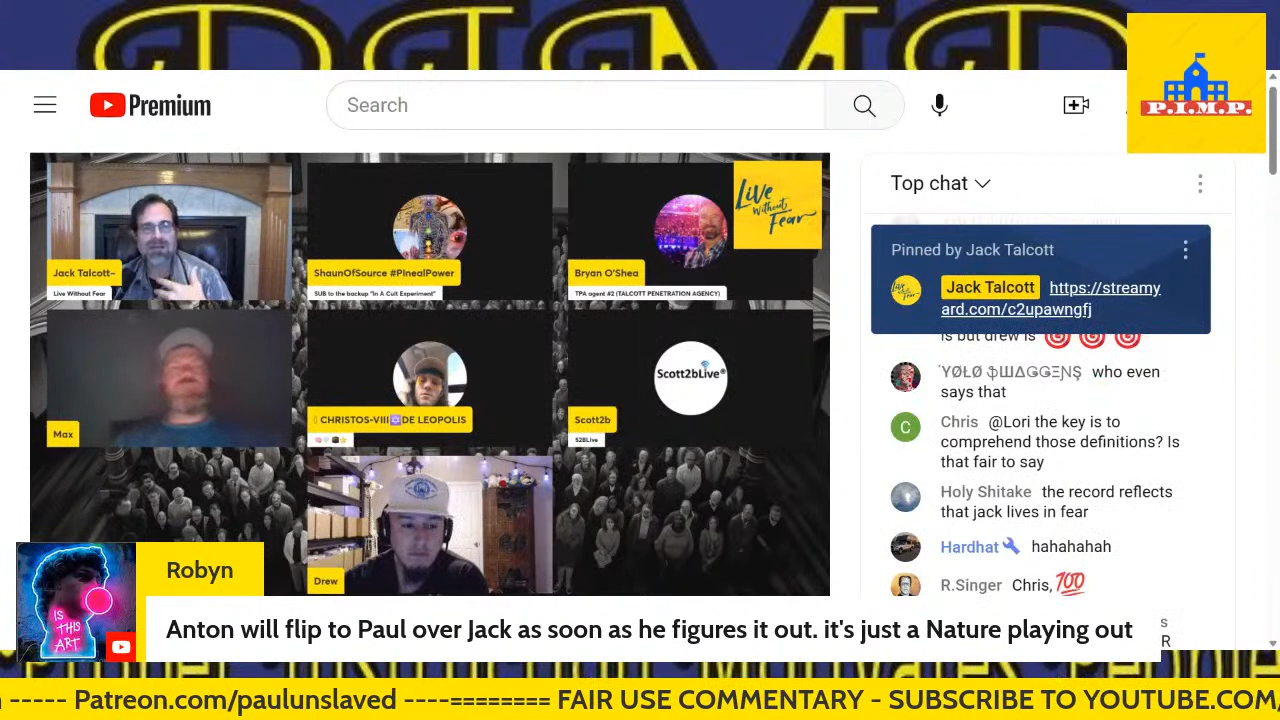 P.I.M.P.
Premium
Search
P.I.M.P.
Live
Without
Fear
Top chat
Pinned by Jack Talcott
Jack Talcott https://streamy
ard.com/c2upawngfj
is but drew is 🎯 🎯 🎯
ΎØŁØ ֆШΔǤǤΞƝŞ who even
says that
Chris @Lori the key is to
comprehend those definitions? Is
that fair to say
Holy Shitake the record reflects
that jack lives in fear
Hardhat hahahahah
R.Singer Chris, 💯
Jack Talcott~
Live Without Fear
ShaunOfSource #PInealPower
SUB to the backup "In A Cult Experiment"
Bryan O'Shea
TPA agent #2 (TALCOTT PENETRATION AGENCY)
Max
CHRISTOS-VIII🔯DE LEOPOLIS
Scott2bLive®
Scott2b
S2BLive
Drew
IS
THIS
ART
Robyn
Anton will flip to Paul over Jack as soon as he figures it out. it's just a Nature playing out
----- Patreon.com/paulunslaved ----======== FAIR USE COMMENTARY - SUBSCRIBE TO YOUTUBE.COM/